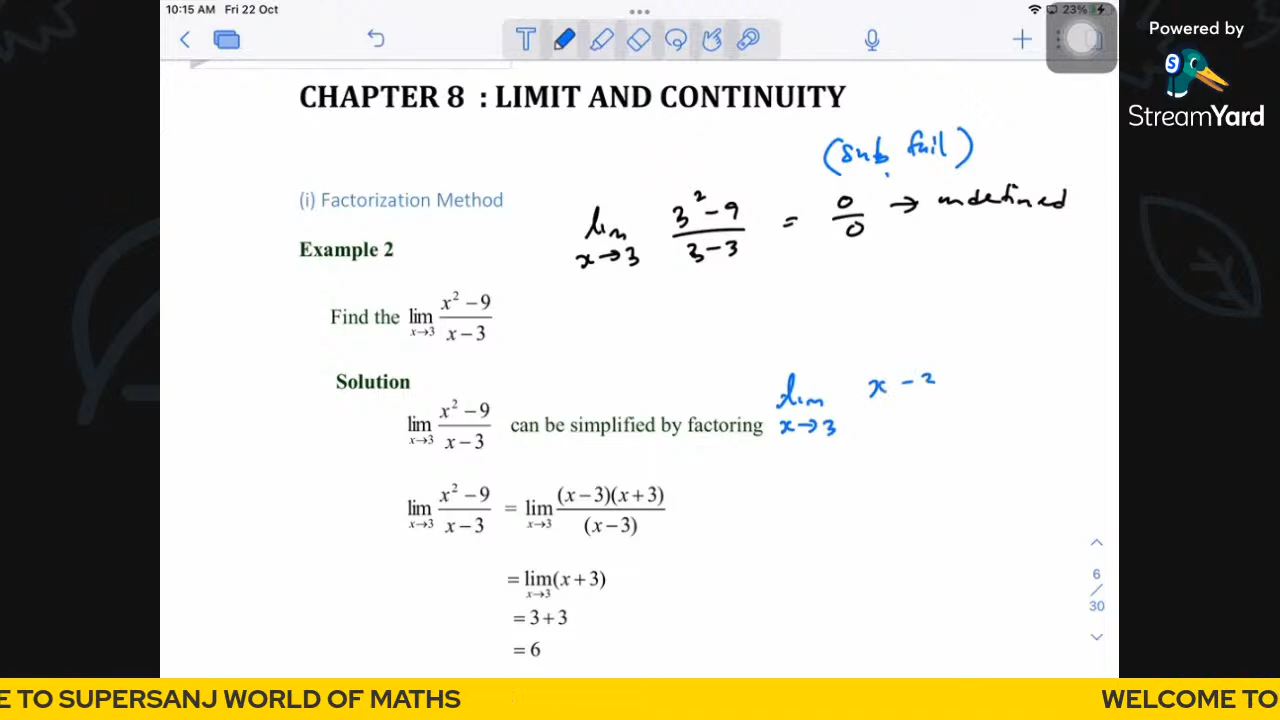 10:15 AM Fri 22 Oct
23%
Powered by
StreamYard
CHAPTER 8 : LIMIT AND CONTINUITY
(sub fail)
(i) Factorization Method
lim x→3 (3² - 9)/(3 - 3) = 0/0 → undefined
Example 2
Find the lim x→3 (x² - 9)/(x - 3)
Solution
lim x→3 (x² - 9)/(x - 3) can be simplified by factoring
lim x→3 x - 2
lim x→3 (x² - 9)/(x - 3) = lim x→3 (x - 3)(x + 3)/(x - 3)
= lim x→3 (x + 3)
= 3 + 3
= 6
6 / 30
E TO SUPERSANJ WORLD OF MATHS
WELCOME TO